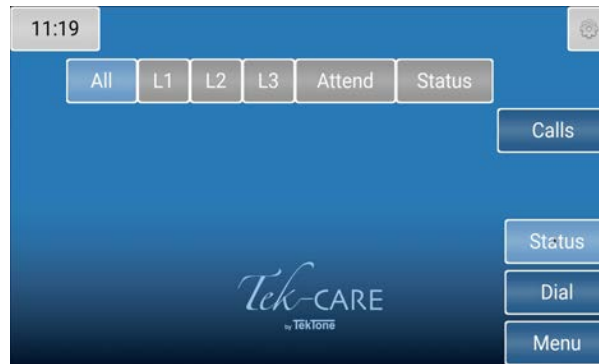 11:19
All L1 L2 L3 Attend Status
Calls
Status
Dial
Menu
Tek-CARE
by TekTone